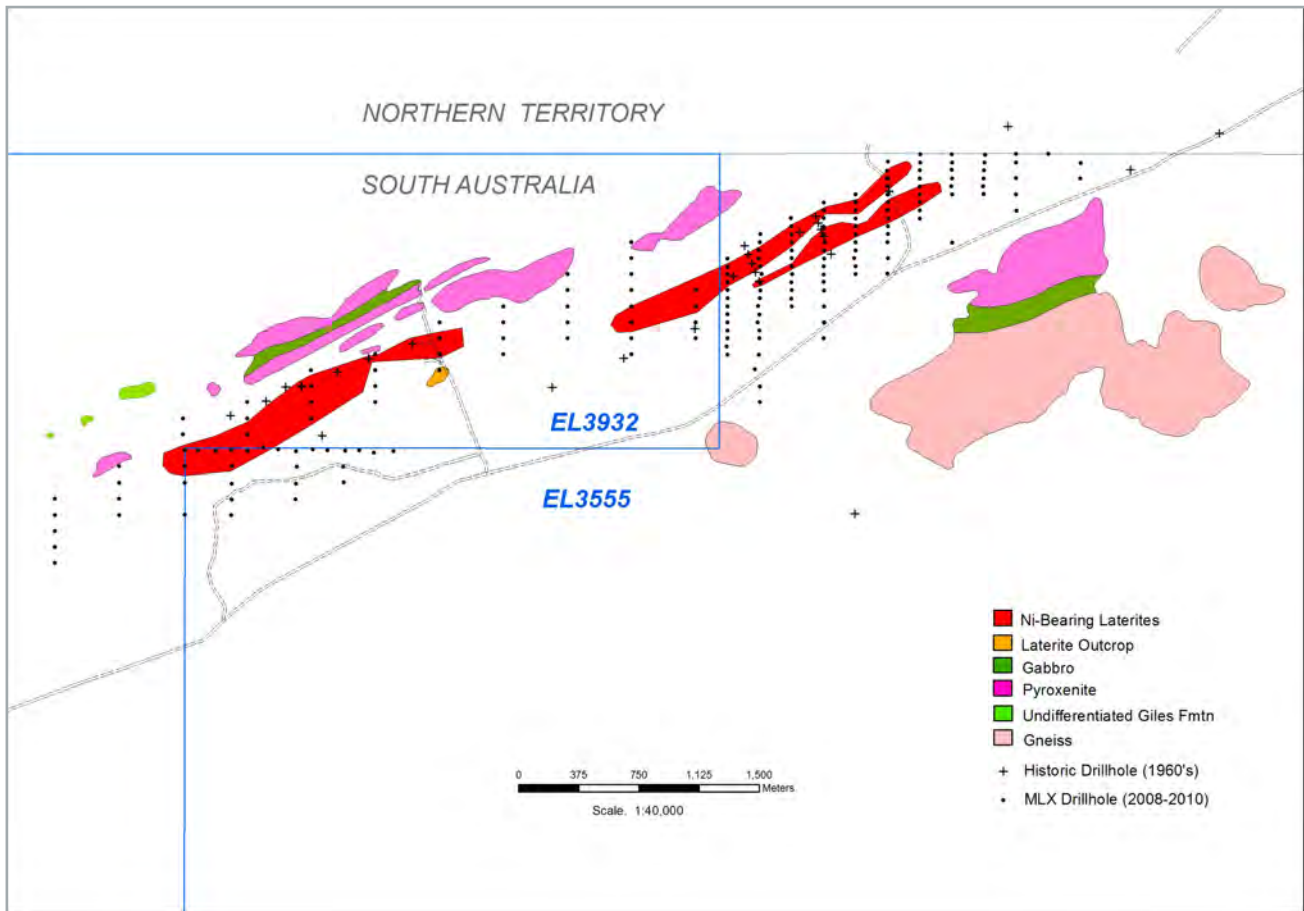 NORTHERN TERRITORY
SOUTH AUSTRALIA
EL3932
EL3555
Ni-Bearing Laterites
Laterite Outcrop
Gabbro
Pyroxenite
Undifferentiated Giles Fmtn
Gneiss
Historic Drillhole (1960's)
MLX Drillhole (2008-2010)
0 375 750 1,125 1,500
Meters
Scale. 1:40,000